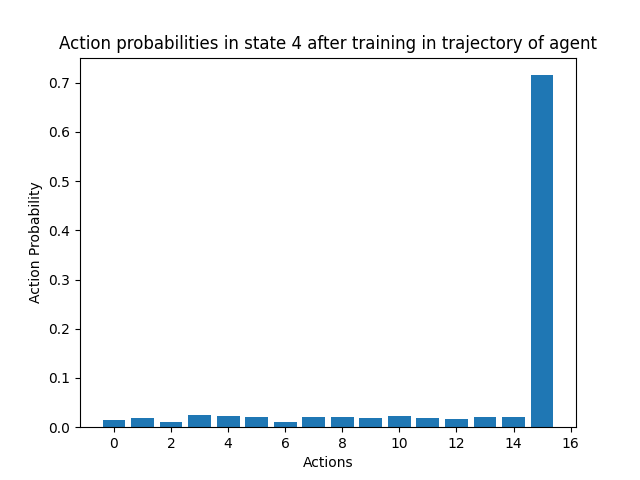 Action probabilities in state 4 after training in trajectory of agent
Action Probability
0.7
0.6
0.5
0.4
0.3
0.2
0.1
0.0
0 2 4 6 8 10 12 14 16
Actions